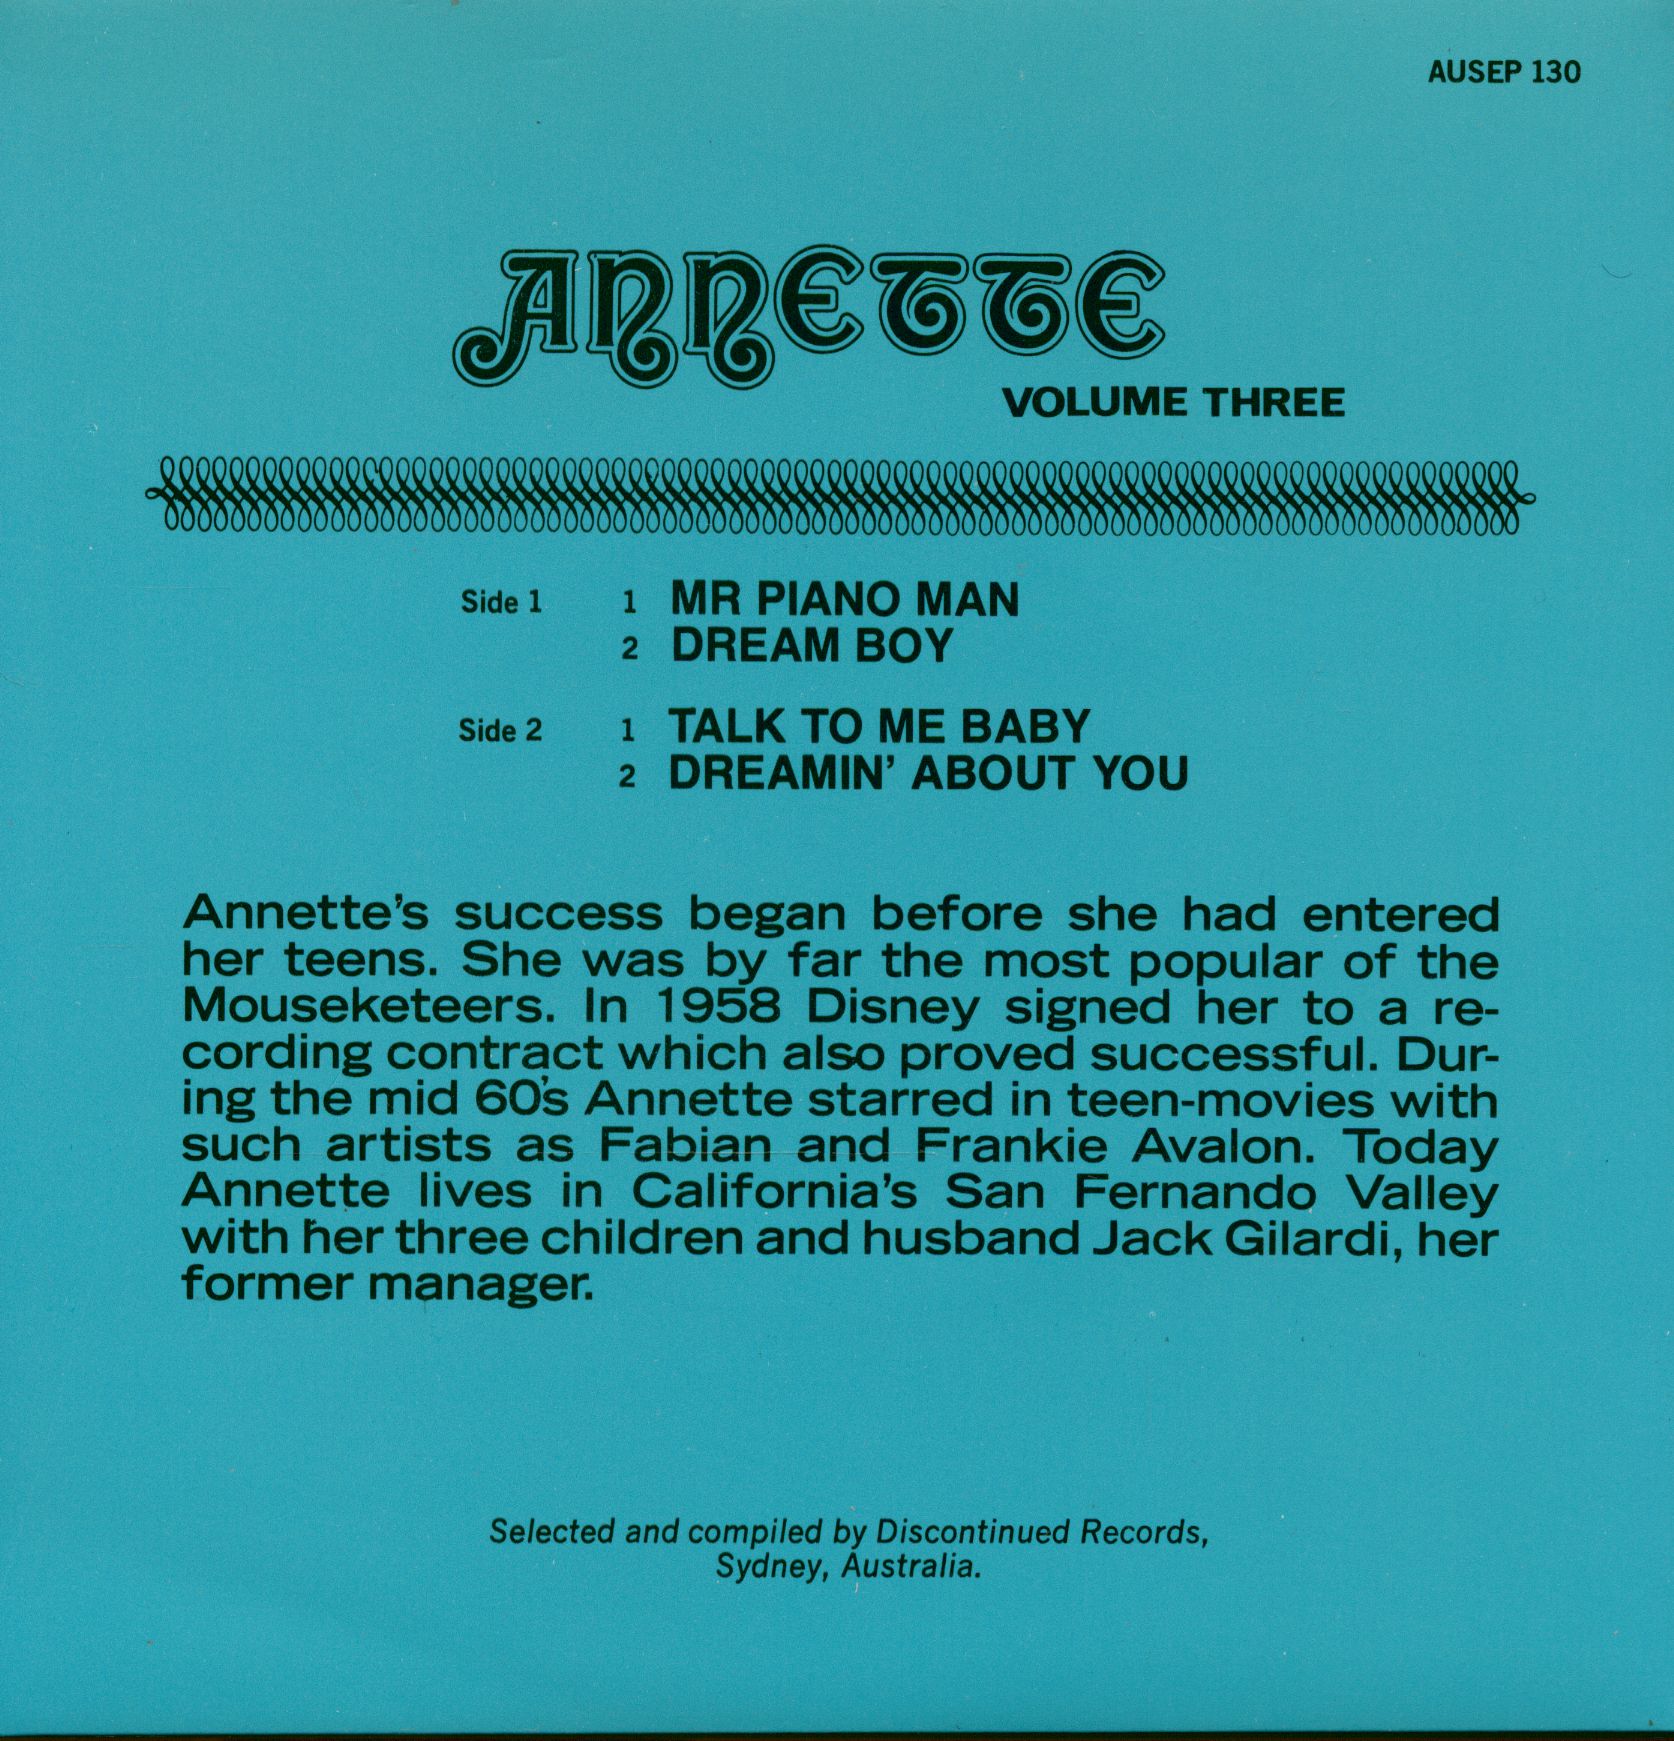 AUSEP 130
ANNETTE
VOLUME THREE
Side 1 1 MR PIANO MAN
2 DREAM BOY
Side 2 1 TALK TO ME BABY
2 DREAMIN' ABOUT YOU
Annette's success began before she had entered
her teens. She was by far the most popular of the
Mouseketeers. In 1958 Disney signed her to a re-
cording contract which also proved successful. Dur-
ing the mid 60's Annette starred in teen-movies with
such artists as Fabian and Frankie Avalon. Today
Annette lives in California's San Fernando Valley
with her three children and husband Jack Gilardi, her
former manager.
Selected and compiled by Discontinued Records,
Sydney, Australia.